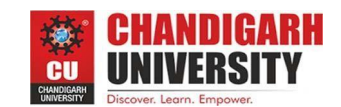 CU
CHANDIGARH
UNIVERSITY
CHANDIGARH
UNIVERSITY
Discover. Learn. Empower.